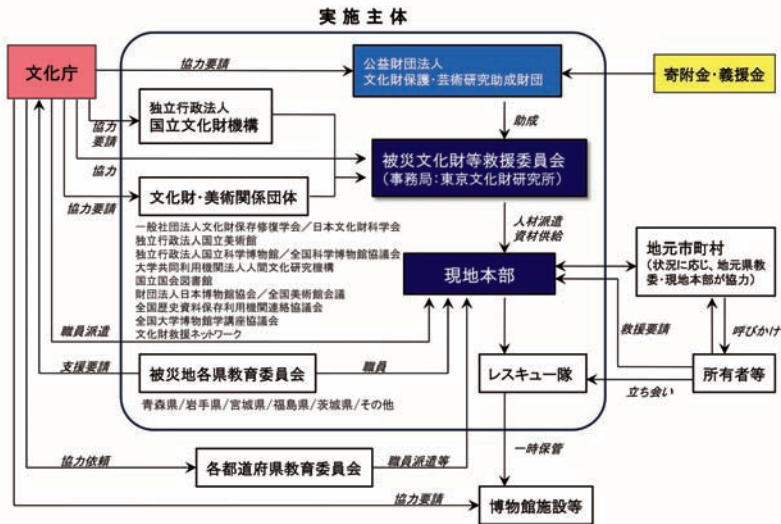 実施主体
文化庁
協力要請
公益財団法人
文化財保護・芸術研究助成財団
寄附金・義援金
独立行政法人
国立文化財機構
協力
要請
助成
被災文化財等救援委員会
(事務局:東京文化財研究所)
協力
文化財・美術関係団体
協力要請
一般社団法人文化財保存修復学会/日本文化財科学会
独立行政法人国立美術館
独立行政法人国立科学博物館/全国科学博物館協議会
大学共同利用機関法人人間文化研究機構
国立国会図書館
財団法人日本博物館協会/全国美術館会議
全国歴史資料保存利用機関連絡協議会
全国大学博物館学講座協議会
文化財救援ネットワーク
人材派遣
資材供給
現地本部
地元市町村
(状況に応じ、地元県教
委・現地本部が協力)
職員派遣
救援要請
呼びかけ
支援要請
被災地各県教育委員会
職員
レスキュー隊
所有者等
立ち会い
青森県/岩手県/宮城県/福島県/茨城県/その他
一時保管
協力依頼
各都道府県教育委員会
職員派遣等
協力要請
博物館施設等